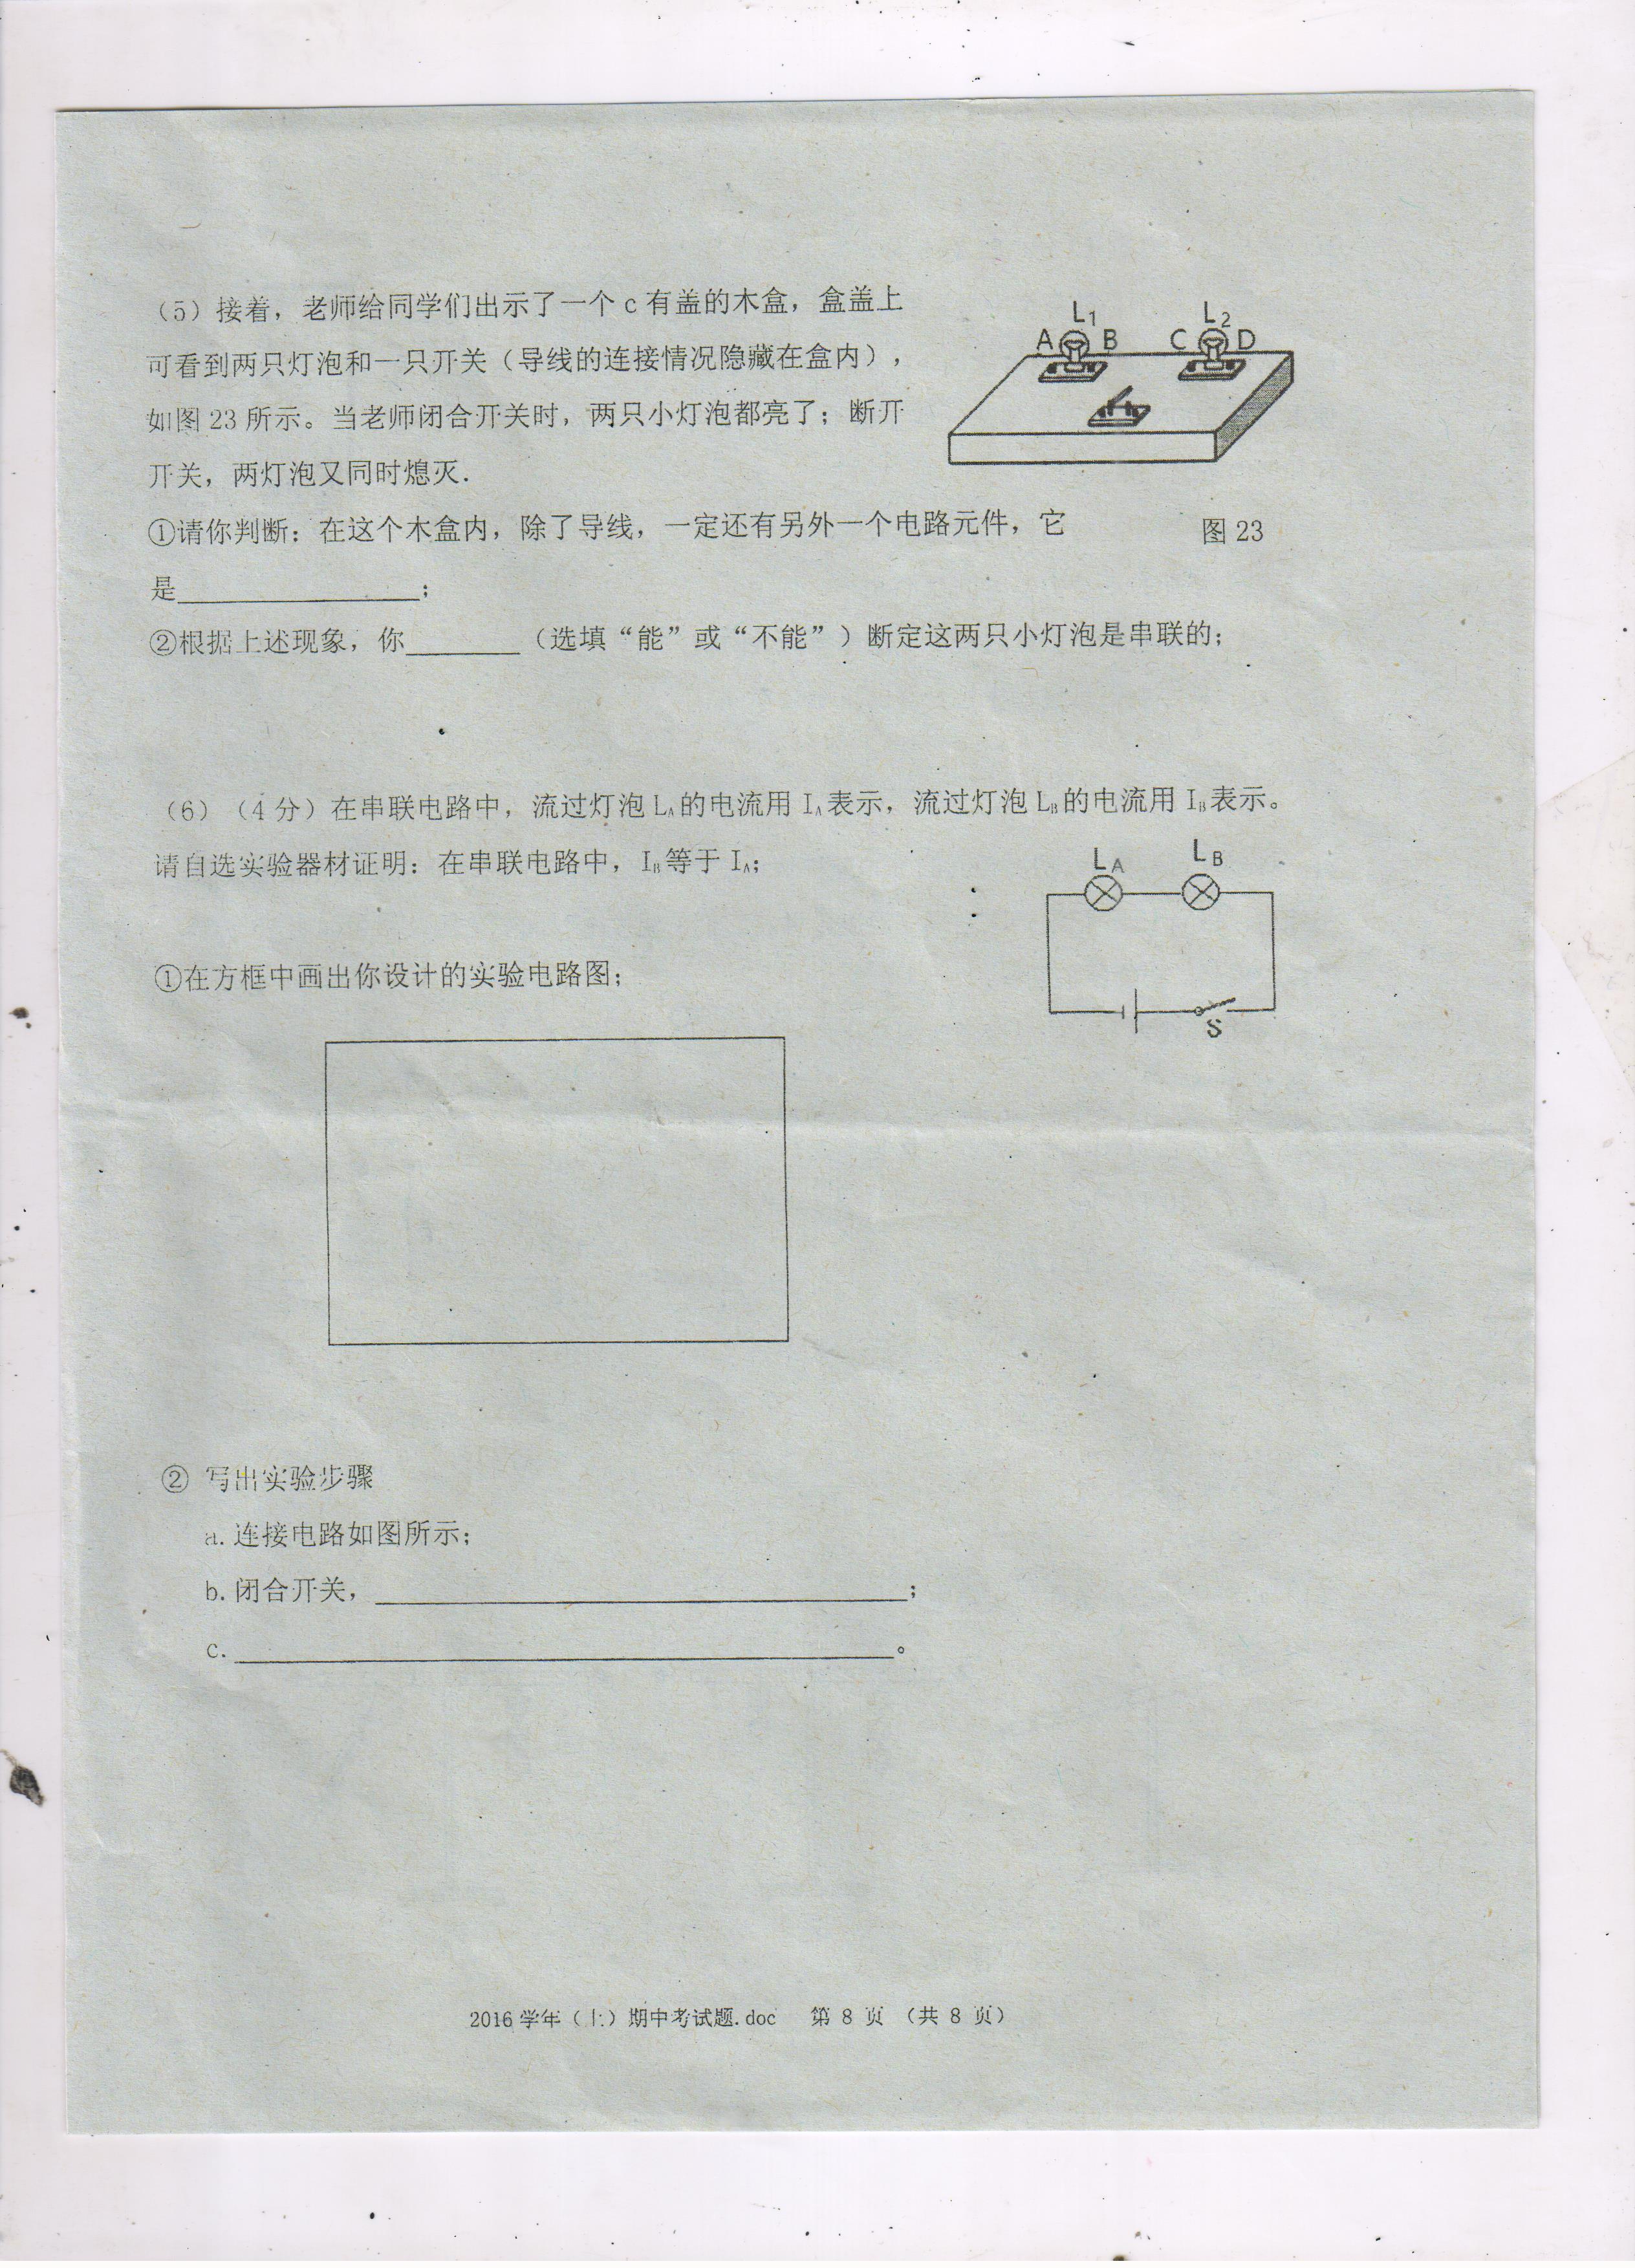 (5) 接着，老师给同学们出示了一个 c 有盖的木盒，盒盖上
可看到两只灯泡和一只开关（导线的连接情况隐藏在盒内），
如图 23 所示。当老师闭合开关时，两只小灯泡都亮了；断开
开关，两灯泡又同时熄灭．
L₁ L₂
A B C D
①请你判断：在这个木盒内，除了导线，一定还有另外一个电路元件，它
图 23
是________________；
②根据上述现象，你________（选填“能”或“不能”）断定这两只小灯泡是串联的；
(6)（4 分）在串联电路中，流过灯泡 L_A 的电流用 I_A 表示，流过灯泡 L_B 的电流用 I_B 表示。
请自选实验器材证明：在串联电路中，I_B 等于 I_A；
L_A L_B
S
①在方框中画出你设计的实验电路图；
② 写出实验步骤
a. 连接电路如图所示；
b. 闭合开关，________________________________；
c. ________________________________________。
2016 学年（上）期中考试题.doc 第 8 页 （共 8 页）